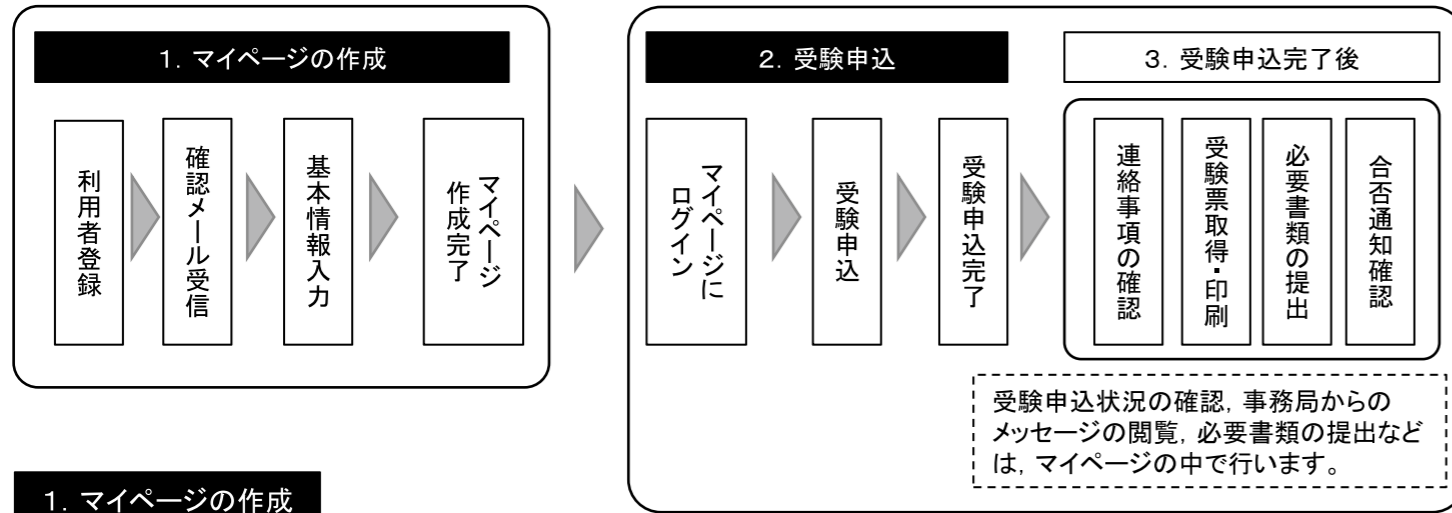 １．マイページの作成
利用者登録
確認メール受信
基本情報入力
マイページ
作成完了
２．受験申込
マイページに
ログイン
受験申込
受験申込完了
３．受験申込完了後
連絡事項の確認
受験票取得・印刷
必要書類の提出
合否通知確認
受験申込状況の確認，事務局からの
メッセージの閲覧，必要書類の提出など
は，マイページの中で行います。
１．マイページの作成